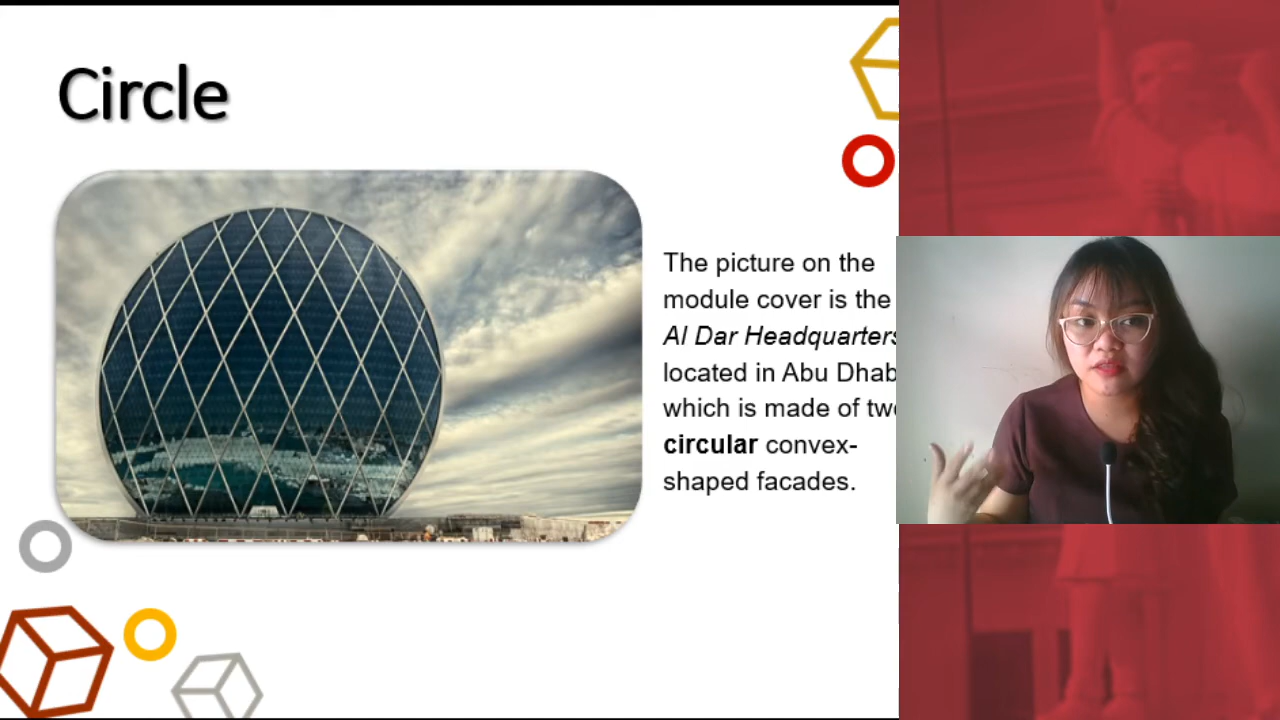 Circle
The picture on the
module cover is the
Al Dar Headquarters
located in Abu Dhab
which is made of two
circular convex-
shaped facades.